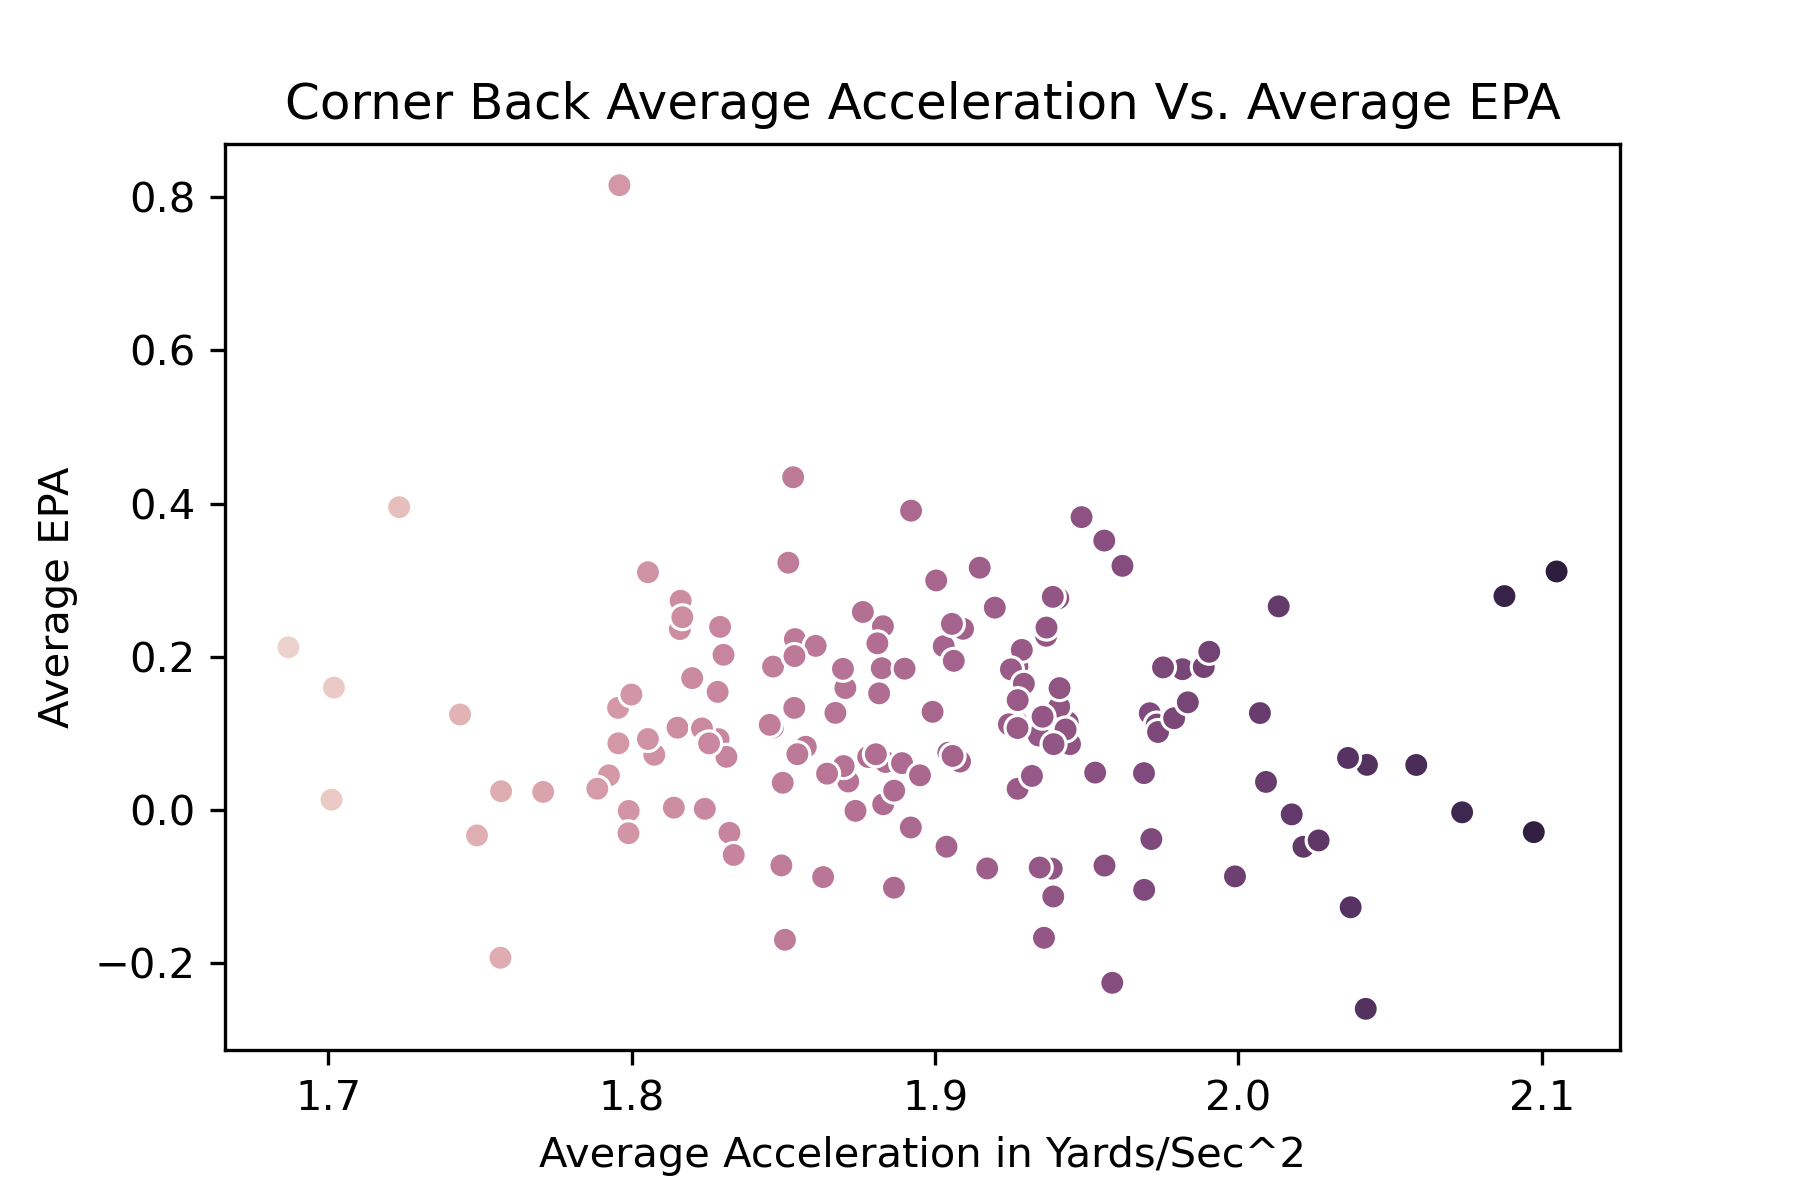 Corner Back Average Acceleration Vs. Average EPA
0.8
0.6
0.4
0.2
0.0
−0.2
Average EPA
1.7 1.8 1.9 2.0 2.1
Average Acceleration in Yards/Sec^2